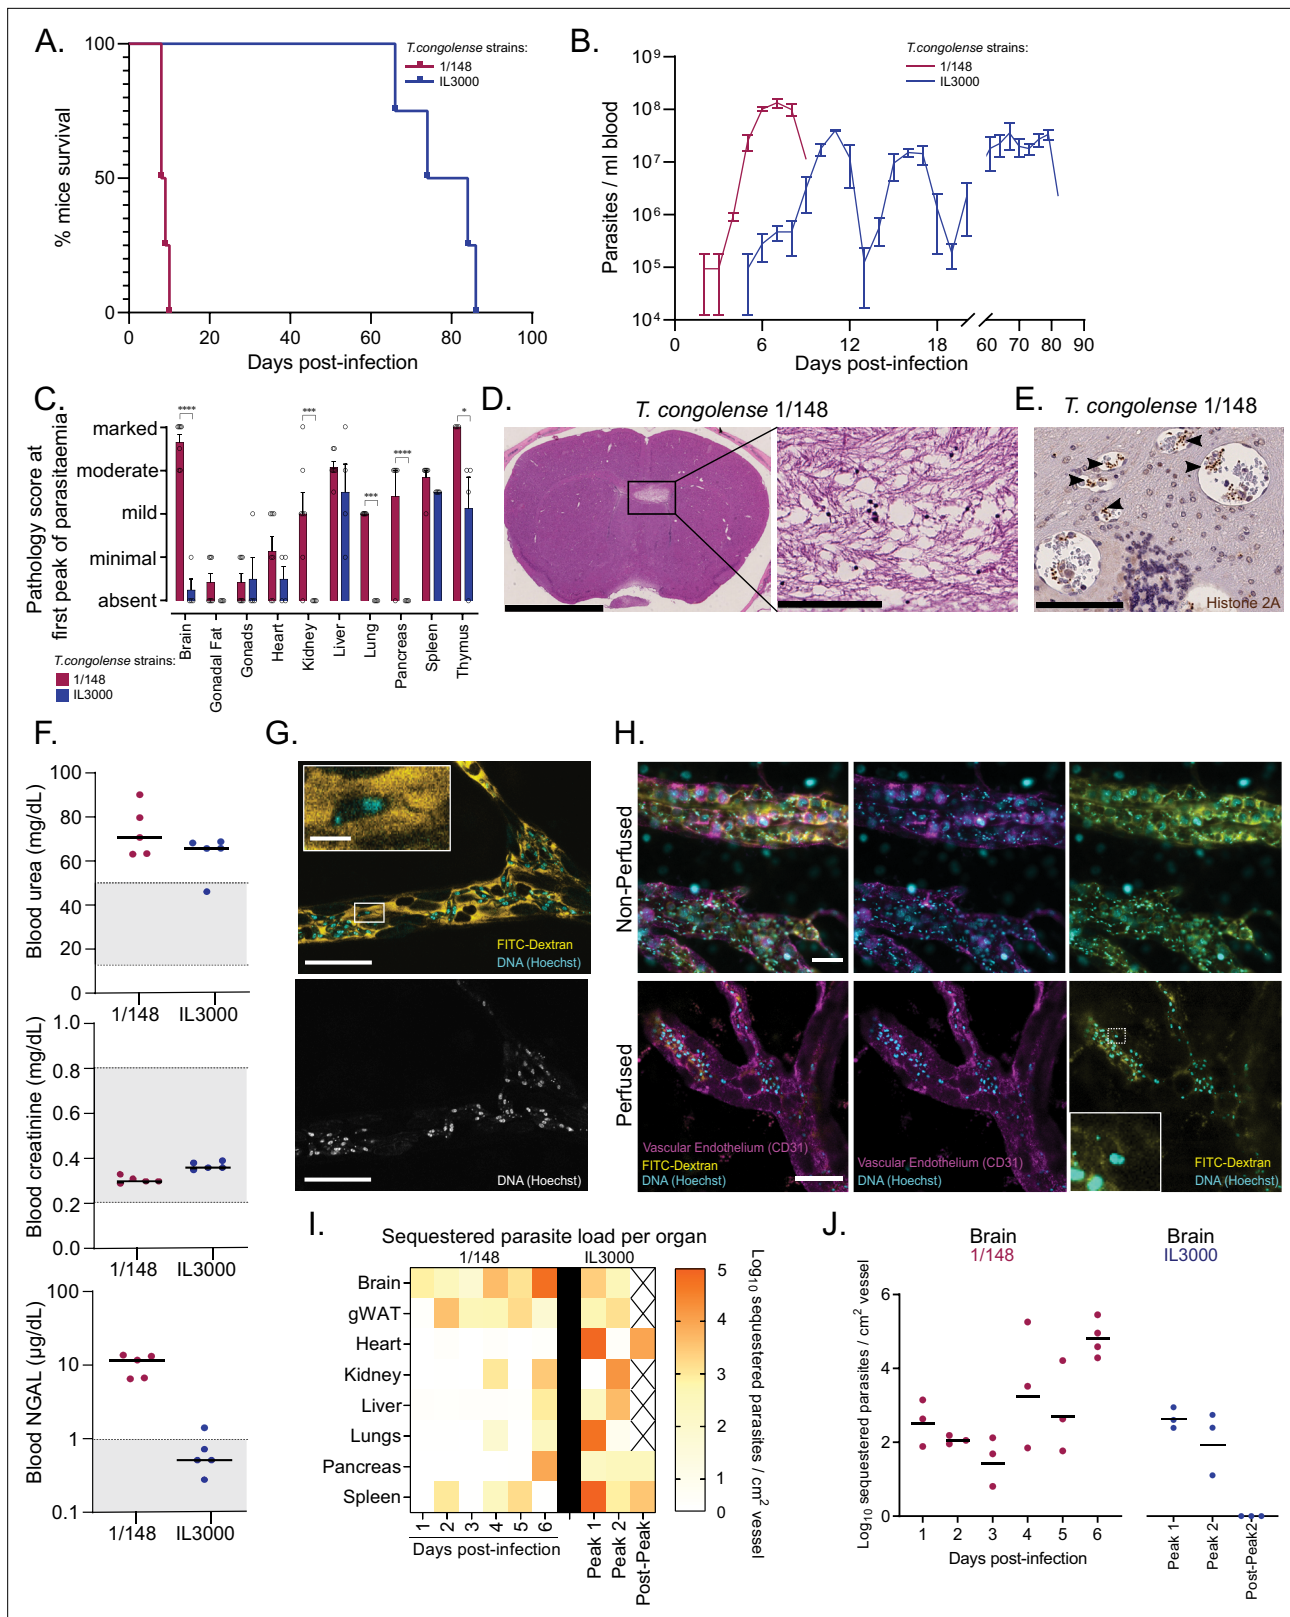 A.
T.congolense strains:
1/148
IL3000
% mice survival
100
50
0
0 20 40 60 80 100
Days post-infection
B.
T.congolense strains:
1/148
IL3000
Parasites / ml blood
10⁹
10⁸
10⁷
10⁶
10⁵
10⁴
0 6 12 18 60 70 80 90
Days post-infection
C.
Pathology score at
first peak of parasitaemia
marked
moderate
mild
minimal
absent
**** *** *** **** *
Brain
Gonadal Fat
Gonads
Heart
Kidney
Liver
Lung
Pancreas
Spleen
Thymus
T.congolense strains:
1/148
IL3000
D.
T. congolense 1/148
E.
T. congolense 1/148
Histone 2A
F.
Blood urea (mg/dL)
100
80
60
40
20
0
1/148 IL3000
Blood creatinine (mg/dL)
1.0
0.8
0.6
0.4
0.2
0.0
1/148 IL3000
Blood NGAL (µg/dL)
100
10
1
0.1
1/148 IL3000
G.
FITC-Dextran
DNA (Hoechst)
DNA (Hoechst)
H.
Non-Perfused
Perfused
Vascular Endothelium (CD31)
FITC-Dextran
DNA (Hoechst)
Vascular Endothelium (CD31)
DNA (Hoechst)
FITC-Dextran
DNA (Hoechst)
I.
Sequestered parasite load per organ
1/148 IL3000
Brain
gWAT
Heart
Kidney
Liver
Lungs
Pancreas
Spleen
1 2 3 4 5 6
Days post-infection
Peak 1
Peak 2
Post-Peak
5
4
3
2
1
0
Log₁₀ sequestered parasites / cm² vessel
J.
Brain
1/148
Brain
IL3000
Log₁₀ sequestered parasites / cm² vessel
6
4
2
0
1 2 3 4 5 6
Days post-infection
Peak 1
Peak 2
Post-Peak2